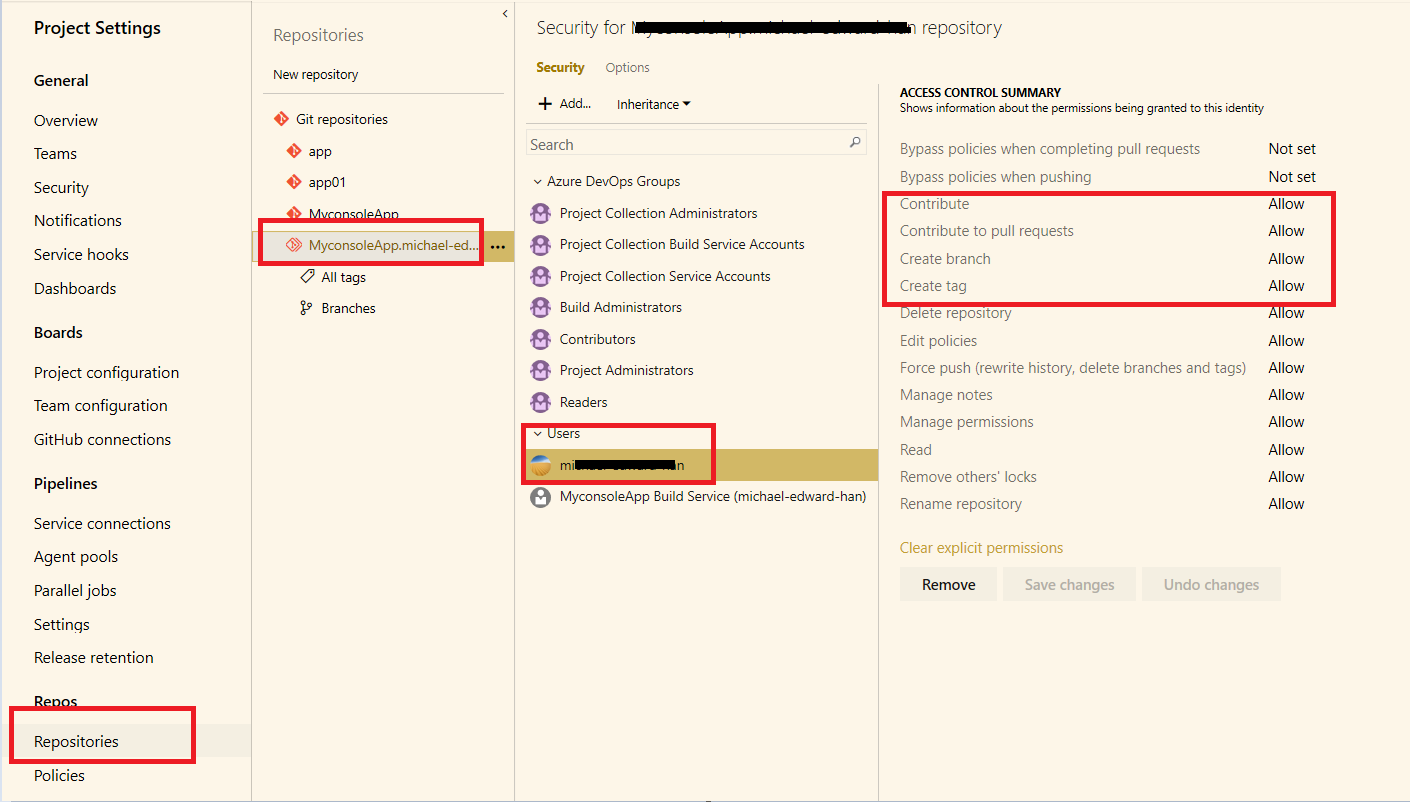 Project Settings
General
Overview
Teams
Security
Notifications
Service hooks
Dashboards
Boards
Project configuration
Team configuration
GitHub connections
Pipelines
Service connections
Agent pools
Parallel jobs
Settings
Release retention
Repos
Repositories
Policies
Repositories
New repository
Git repositories
app
app01
MyconsoleApp
MyconsoleApp.michael-ed...
All tags
Branches
Security for repository
Security Options
Add... Inheritance
Search
Azure DevOps Groups
Project Collection Administrators
Project Collection Build Service Accounts
Project Collection Service Accounts
Build Administrators
Contributors
Project Administrators
Readers
Users
MyconsoleApp Build Service (michael-edward-han)
ACCESS CONTROL SUMMARY
Shows information about the permissions being granted to this identity
Bypass policies when completing pull requests Not set
Bypass policies when pushing Not set
Contribute Allow
Contribute to pull requests Allow
Create branch Allow
Create tag Allow
Delete repository Allow
Edit policies Allow
Force push (rewrite history, delete branches and tags) Allow
Manage notes Allow
Manage permissions Allow
Read Allow
Remove others' locks Allow
Rename repository Allow
Clear explicit permissions
Remove Save changes Undo changes